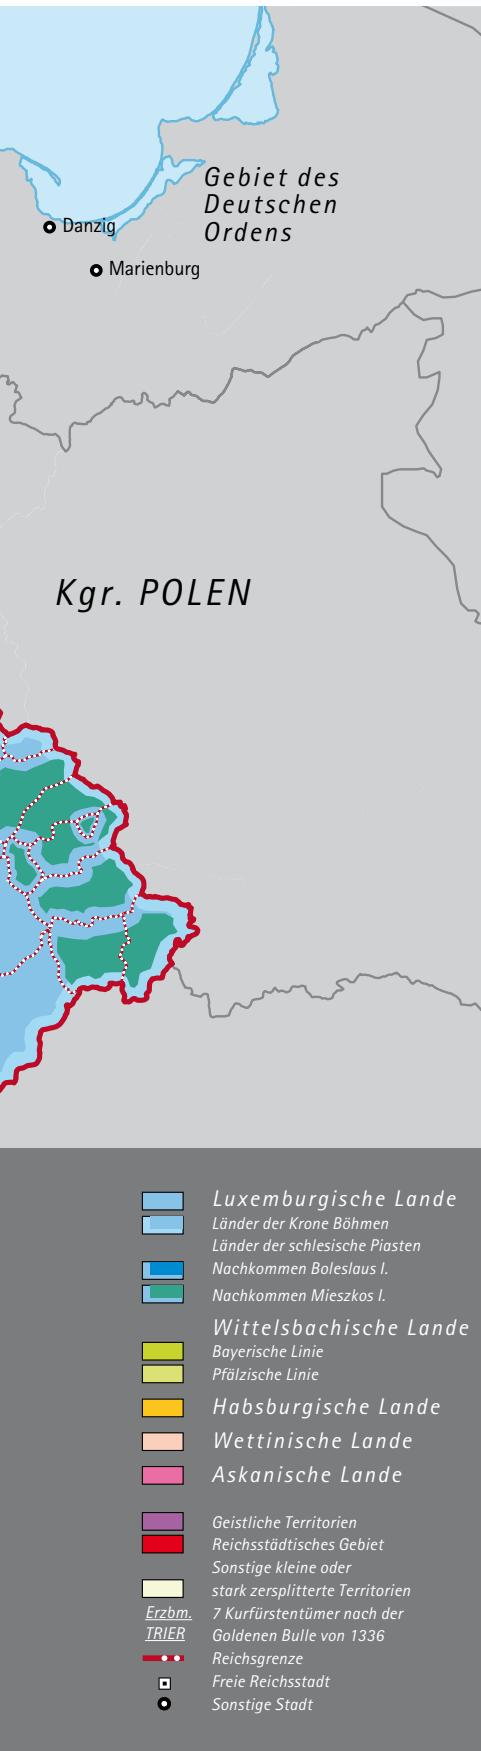 Gebiet des
Deutschen
Ordens
Danzig
Marienburg
Kgr. POLEN
Luxemburgische Lande
Länder der Krone Böhmen
Länder der schlesische Piasten
Nachkommen Boleslaus I.
Nachkommen Mieszkos I.
Wittelsbachische Lande
Bayerische Linie
Pfälzische Linie
Habsburgische Lande
Wettinische Lande
Askanische Lande
Geistliche Territorien
Reichsstädtisches Gebiet
Sonstige kleine oder
stark zersplitterte Territorien
Erzbm. 7 Kurfürstentümer nach der
TRIER Goldenen Bulle von 1336
Reichsgrenze
Freie Reichsstadt
Sonstige Stadt